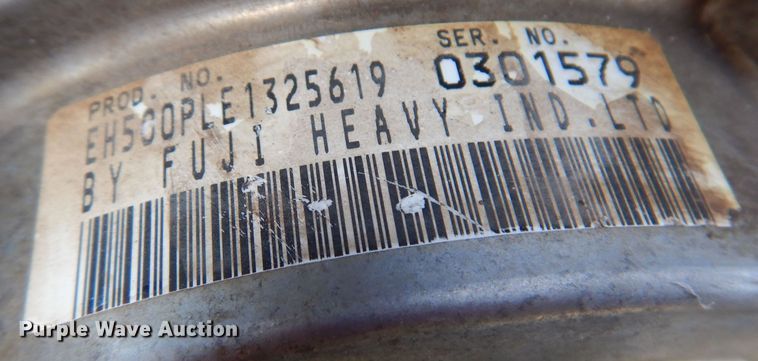 PROD. NO. SER. NO.
EH500PLE1325619 0301579
BY FUJI HEAVY IND.LTD
Purple Wave Auction